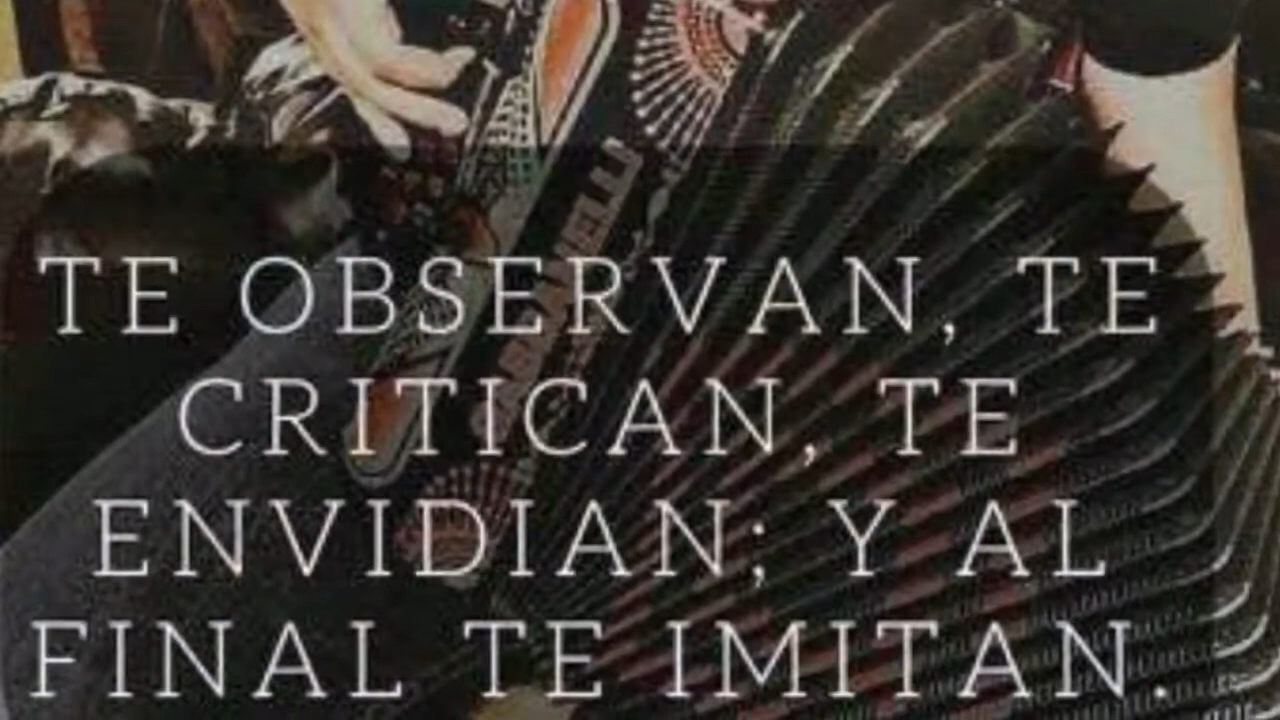 TE OBSERVAN, TE
CRITICAN, TE
ENVIDIAN; Y AL
FINAL TE IMITAN.